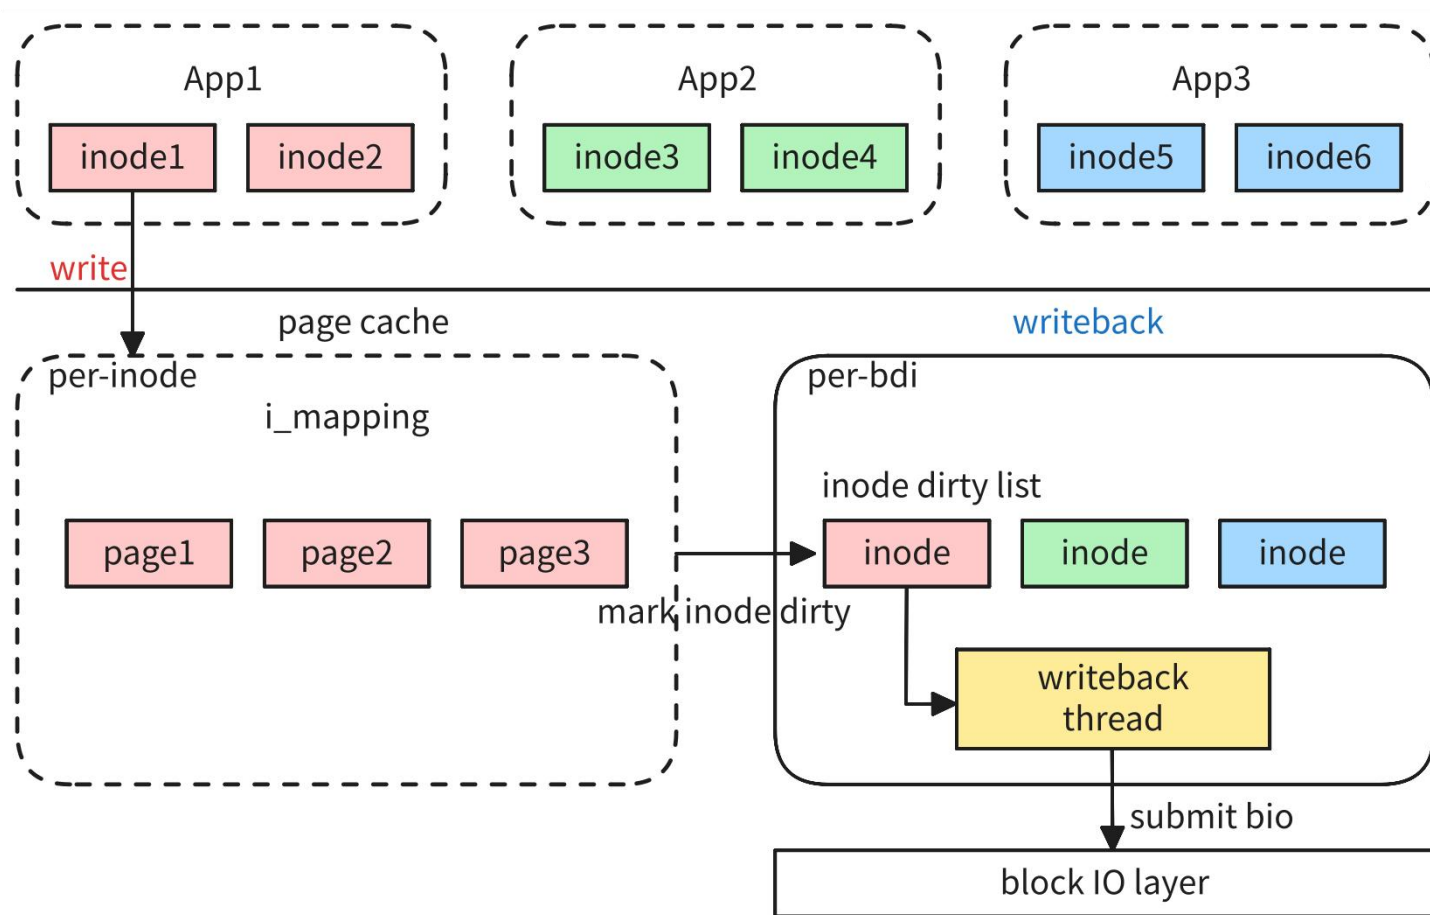 App1
App2
App3
inode1
inode2
inode3
inode4
inode5
inode6
write
page cache
writeback
per-inode
i_mapping
per-bdi
inode dirty list
page1
page2
page3
inode
inode
inode
mark inode dirty
writeback
thread
submit bio
block IO layer